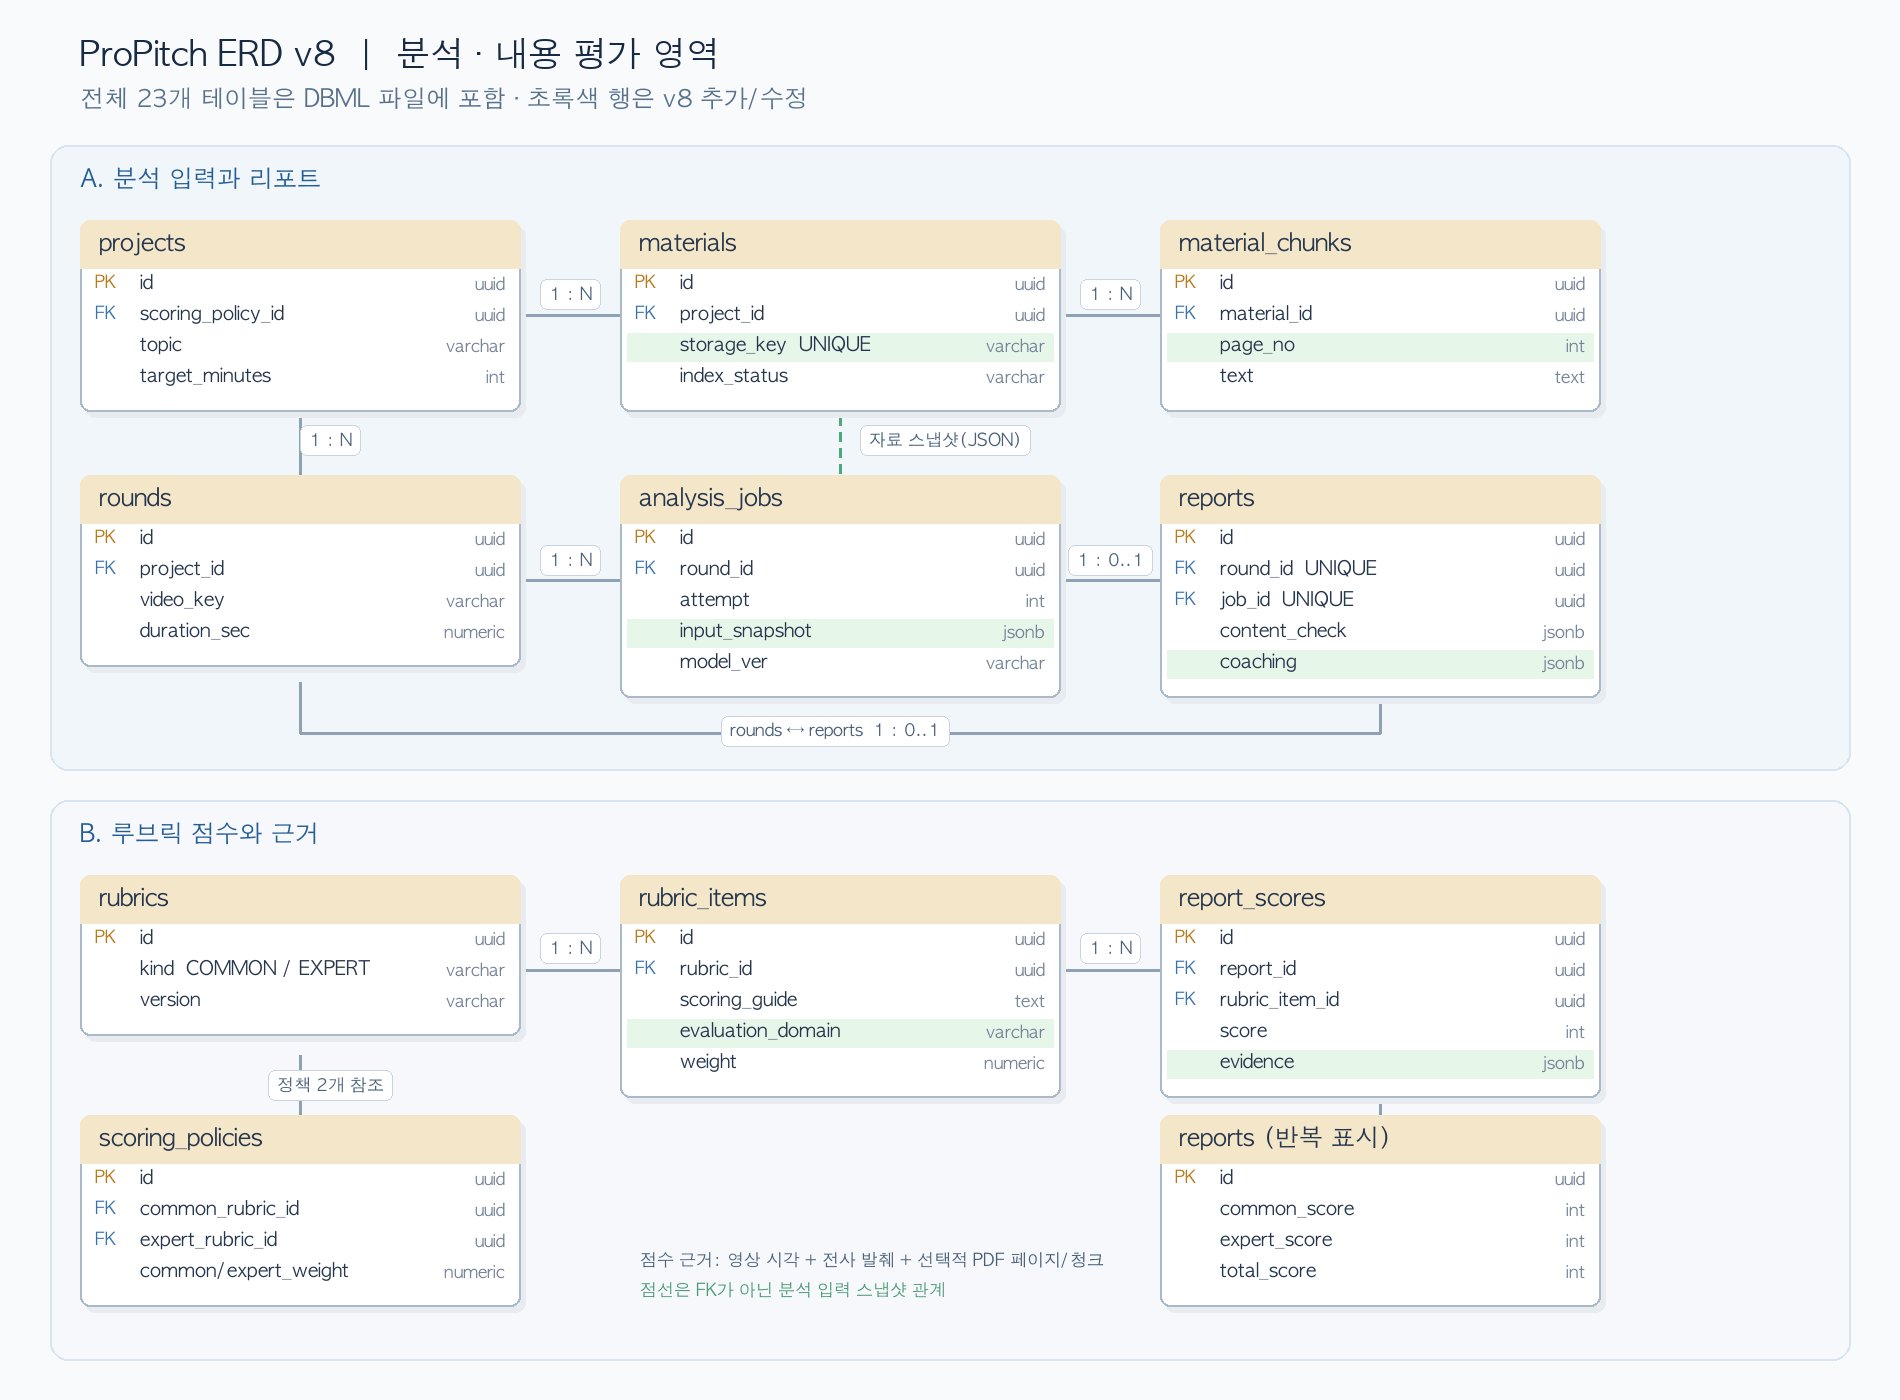 ProPitch ERD v8 | 분석 · 내용 평가 영역
전체 23개 테이블은 DBML 파일에 포함 · 초록색 행은 v8 추가/수정
A. 분석 입력과 리포트
projects
PK id uuid
FK scoring_policy_id uuid
topic varchar
target_minutes int
1 : N
materials
PK id uuid
FK project_id uuid
storage_key UNIQUE varchar
index_status varchar
1 : N
material_chunks
PK id uuid
FK material_id uuid
page_no int
text text
1 : N
자료 스냅샷(JSON)
rounds
PK id uuid
FK project_id uuid
video_key varchar
duration_sec numeric
1 : N
analysis_jobs
PK id uuid
FK round_id uuid
attempt int
input_snapshot jsonb
model_ver varchar
1 : 0..1
reports
PK id uuid
FK round_id UNIQUE uuid
FK job_id UNIQUE uuid
content_check jsonb
coaching jsonb
rounds ↔ reports 1 : 0..1
B. 루브릭 점수와 근거
rubrics
PK id uuid
kind COMMON / EXPERT varchar
version varchar
1 : N
rubric_items
PK id uuid
FK rubric_id uuid
scoring_guide text
evaluation_domain varchar
weight numeric
1 : N
report_scores
PK id uuid
FK report_id uuid
FK rubric_item_id uuid
score int
evidence jsonb
정책 2개 참조
scoring_policies
PK id uuid
FK common_rubric_id uuid
FK expert_rubric_id uuid
common/expert_weight numeric
점수 근거: 영상 시각 + 전사 발췌 + 선택적 PDF 페이지/청크
점선은 FK가 아닌 분석 입력 스냅샷 관계
reports (반복 표시)
PK id uuid
common_score int
expert_score int
total_score int